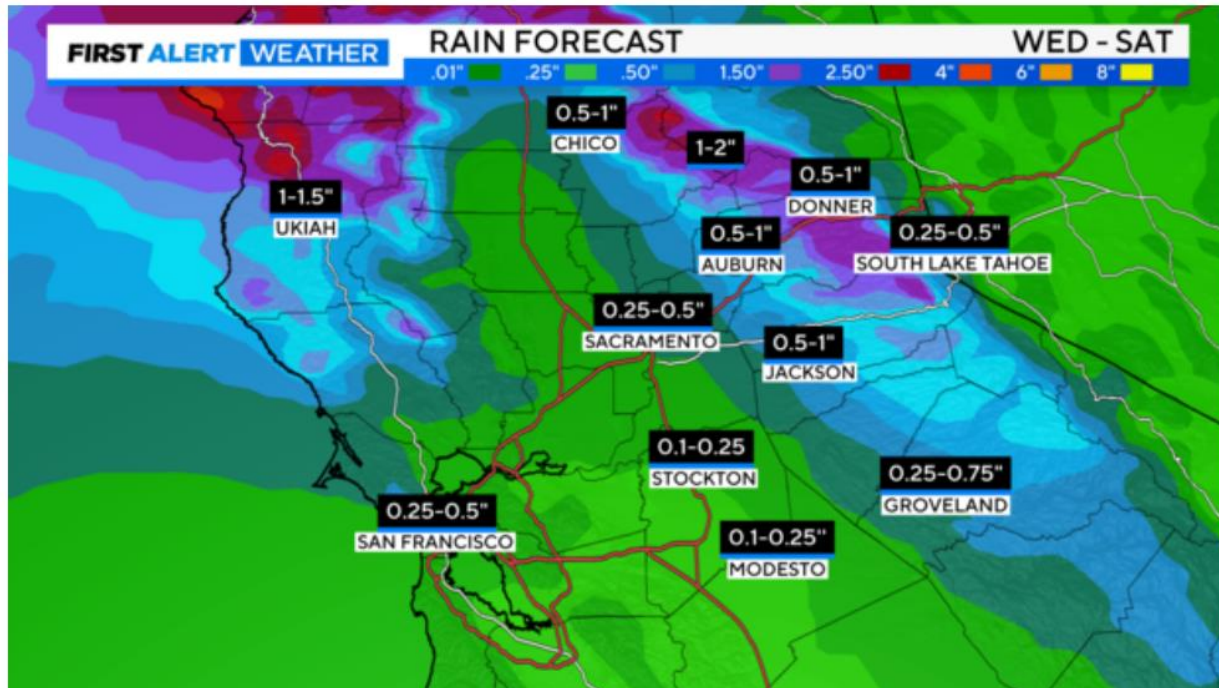 FIRST ALERT WEATHER
RAIN FORECAST
WED - SAT
.01" .25" .50" 1.50" 2.50" 4" 6" 8"
0.5-1"
CHICO
1-2"
0.5-1"
DONNER
1-1.5"
UKIAH
0.5-1"
AUBURN
0.25-0.5"
SOUTH LAKE TAHOE
0.25-0.5"
SACRAMENTO
0.5-1"
JACKSON
0.1-0.25
STOCKTON
0.25-0.75"
GROVELAND
0.25-0.5"
SAN FRANCISCO
0.1-0.25"
MODESTO